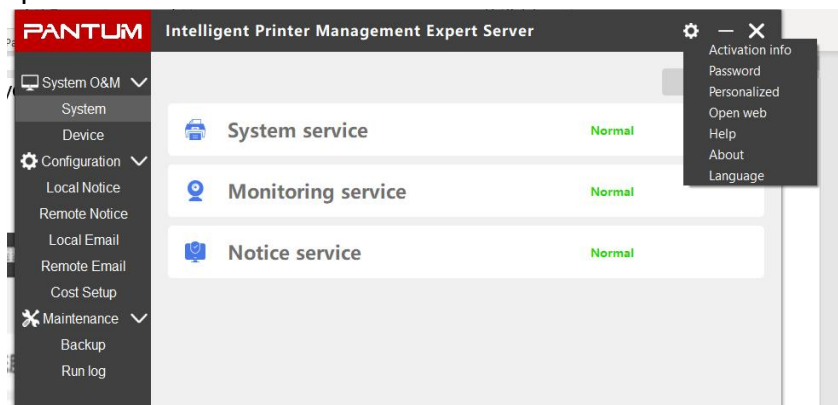 PANTUM
Intelligent Printer Management Expert Server
Activation info
Password
Personalized
Open web
Help
About
Language
System O&M
System
Device
Configuration
Local Notice
Remote Notice
Local Email
Remote Email
Cost Setup
Maintenance
Backup
Run log
System service Normal
Monitoring service Normal
Notice service Normal